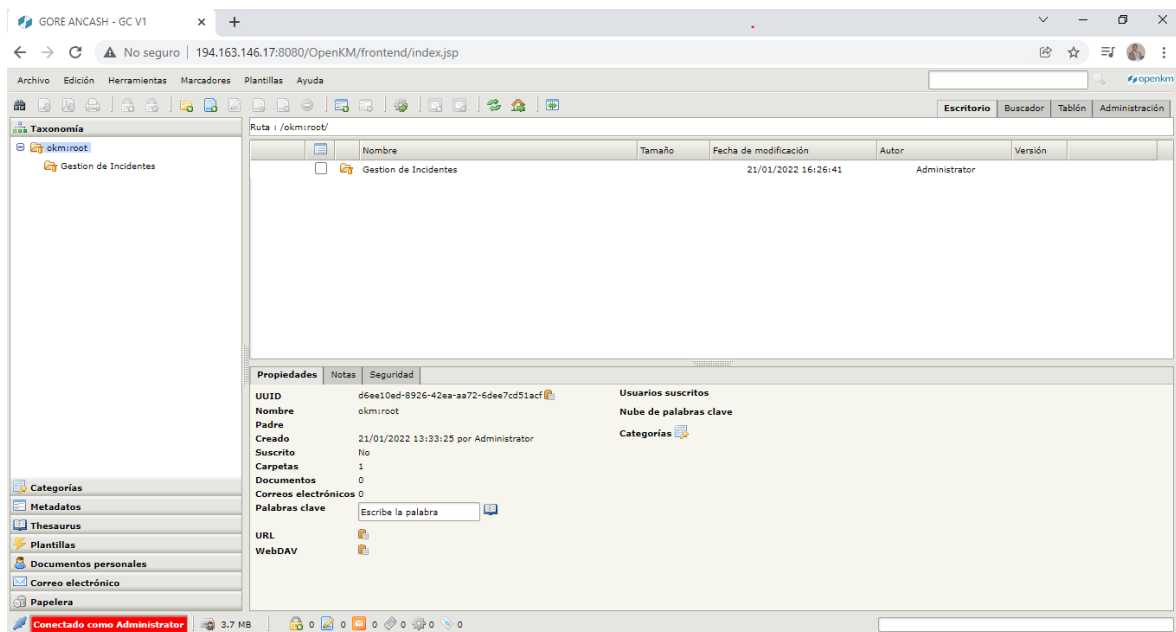 GORE ANCASH - GC V1
No seguro | 194.163.146.17:8080/OpenKM/frontend/index.jsp
Archivo Edición Herramientas Marcadores Plantillas Ayuda
openkm
Escritorio Buscador Tablón Administración
Taxonomía
okm:root
Gestion de Incidentes
Ruta : /okm:root/
Nombre Tamaño Fecha de modificación Autor Versión
Gestion de Incidentes 21/01/2022 16:26:41 Administrator
Propiedades Notas Seguridad
UUID d6ee10ed-8926-42ea-aa72-6dee7cd51acf
Nombre okm:root
Padre
Creado 21/01/2022 13:33:25 por Administrator
Suscrito No
Carpetas 1
Documentos 0
Correos electrónicos 0
Palabras clave Escribe la palabra
URL
WebDAV
Usuarios suscritos
Nube de palabras clave
Categorías
Categorías
Metadatos
Thesaurus
Plantillas
Documentos personales
Correo electrónico
Papelera
Conectado como Administrator 3.7 MB 0 0 0 0 0 0